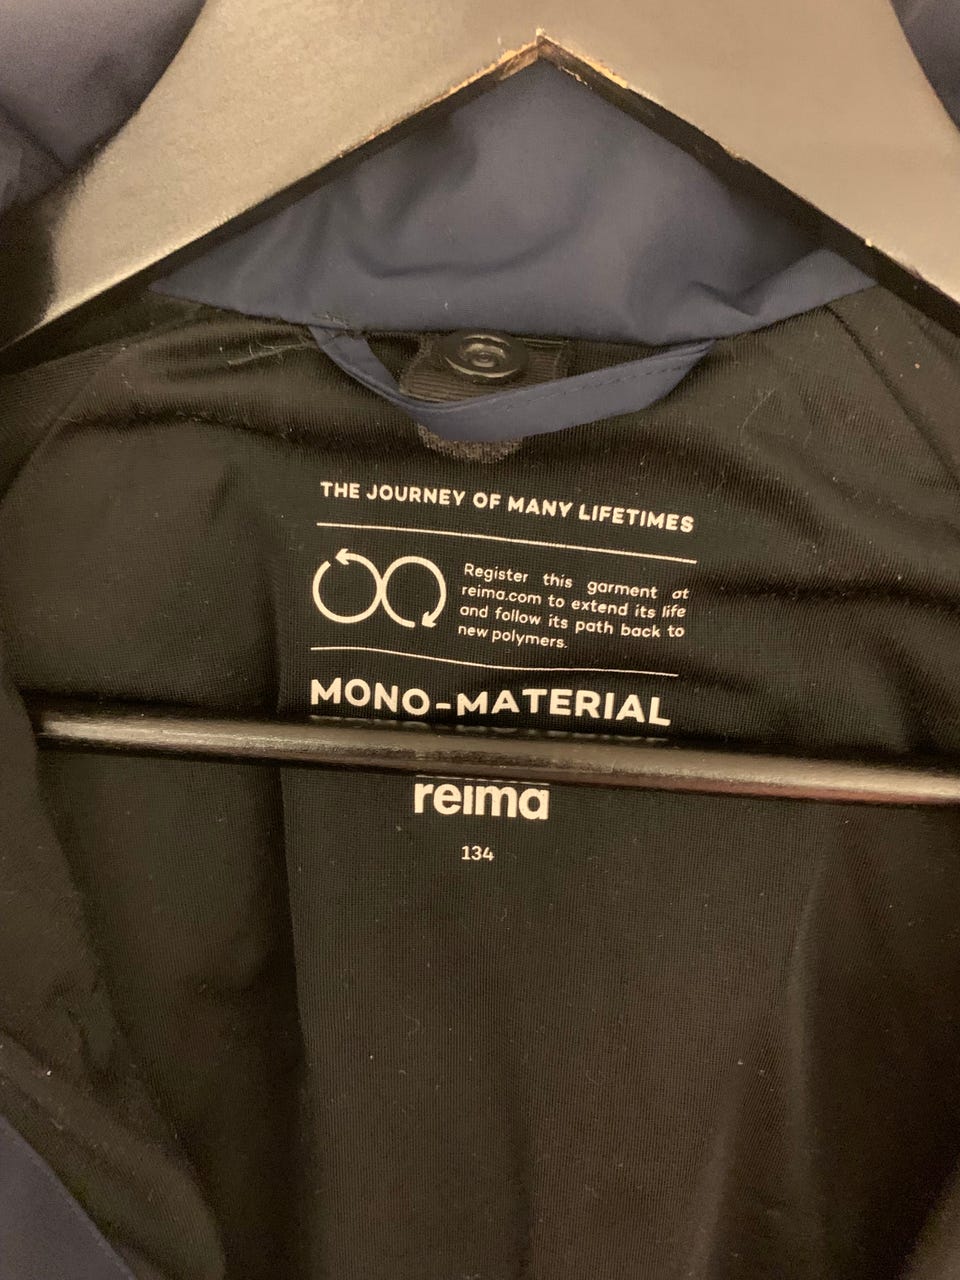 THE JOURNEY OF MANY LIFETIMES
Register this garment at
reima.com to extend its life
and follow its path back to
new polymers.
MONO-MATERIAL
reima
134